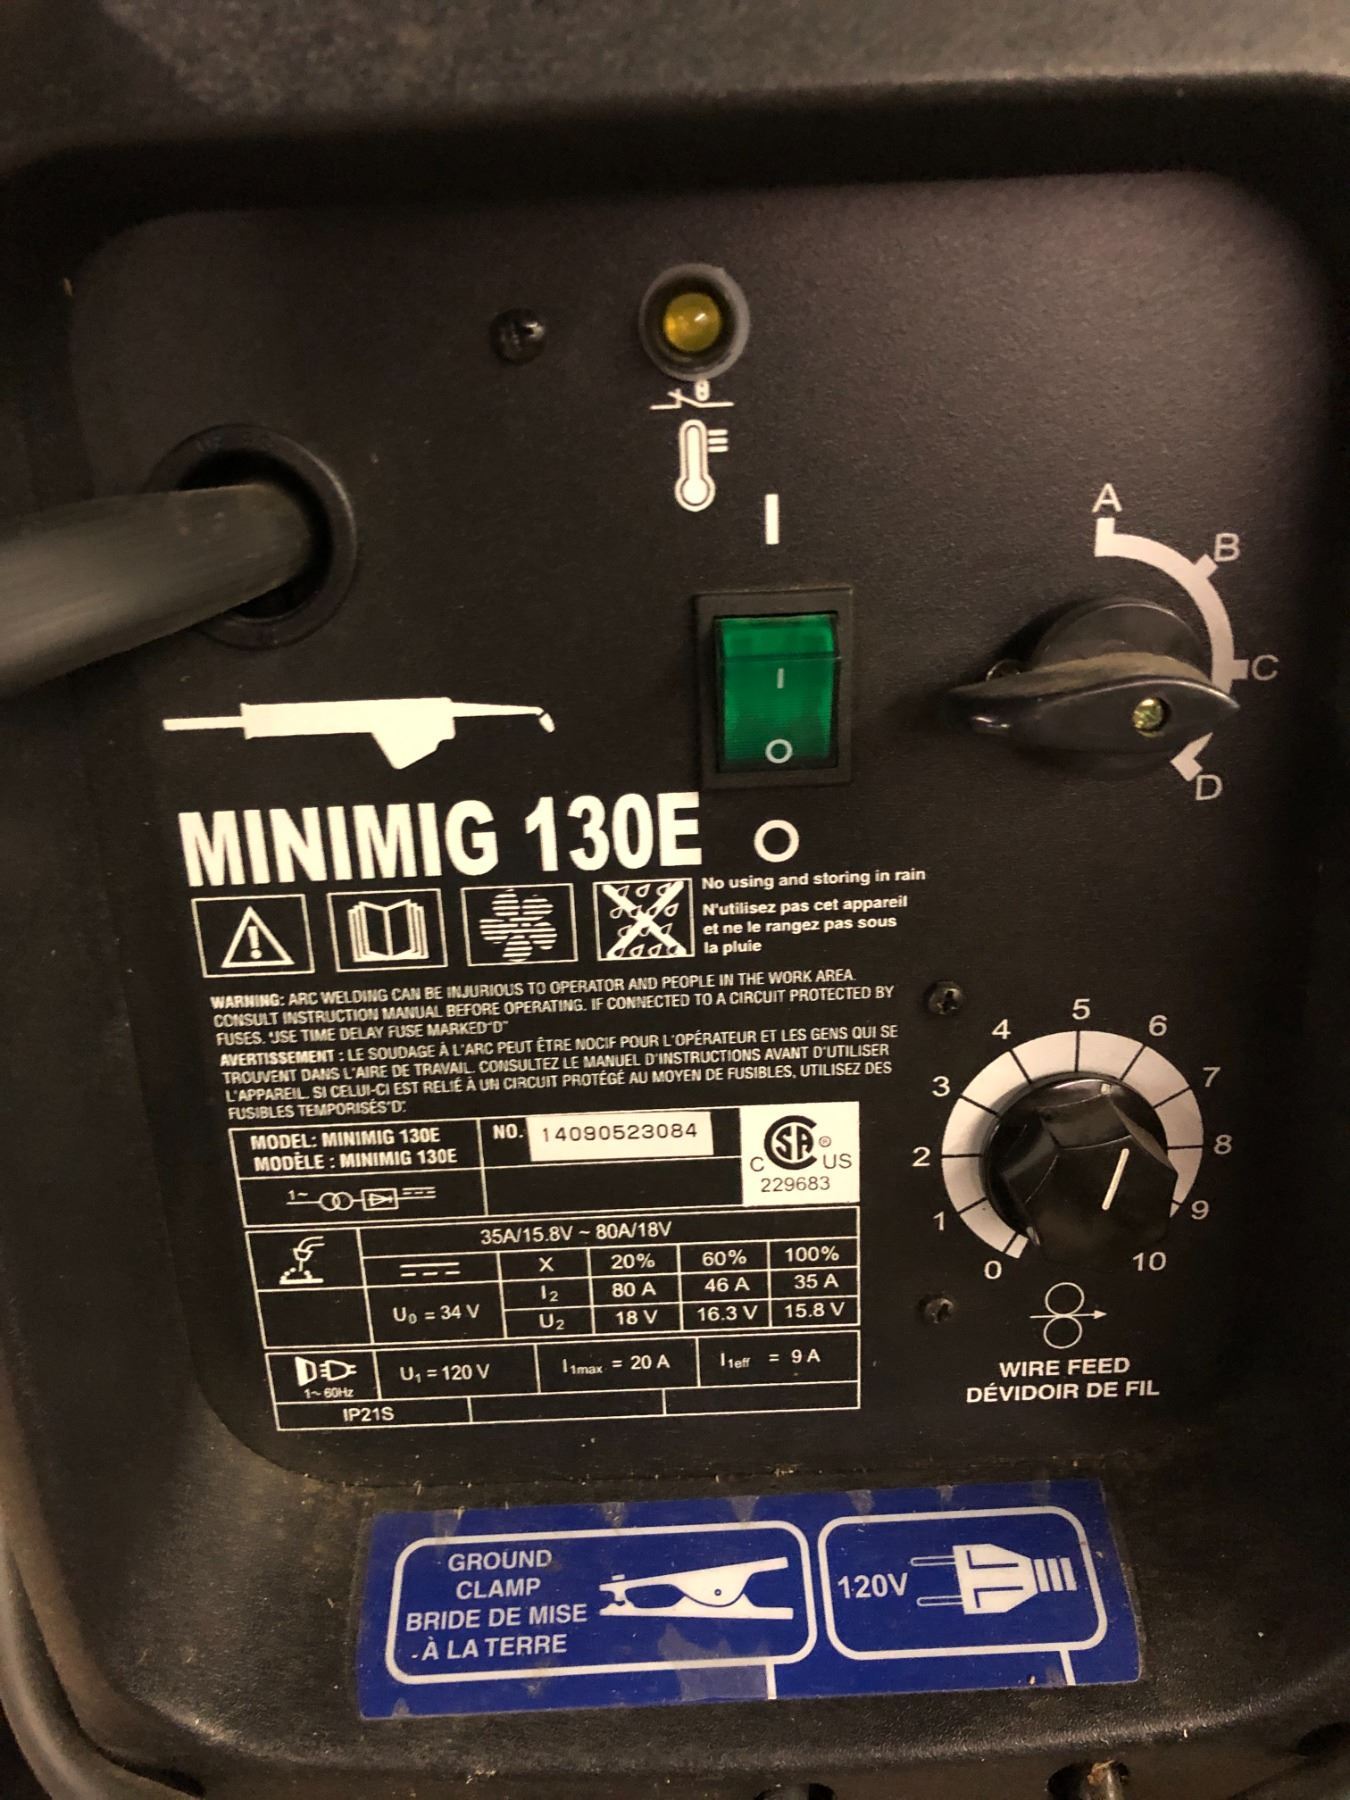 A
B
C
D
I
I
O
O
MINIMIG 130E
No using and storing in rain
N'utilisez pas cet appareil
et ne le rangez pas sous
la pluie
WARNING: ARC WELDING CAN BE INJURIOUS TO OPERATOR AND PEOPLE IN THE WORK AREA.
CONSULT INSTRUCTION MANUAL BEFORE OPERATING. IF CONNECTED TO A CIRCUIT PROTECTED BY
FUSES. USE TIME DELAY FUSE MARKED"D"
AVERTISSEMENT : LE SOUDAGE À L'ARC PEUT ÊTRE NOCIF POUR L'OPÉRATEUR ET LES GENS QUI SE
TROUVENT DANS L'AIRE DE TRAVAIL. CONSULTEZ LE MANUEL D'INSTRUCTIONS AVANT D'UTILISER
L'APPAREIL. SI CELUI-CI EST RELIÉ À UN CIRCUIT PROTÉGÉ AU MOYEN DE FUSIBLES, UTILISEZ DES
FUSIBLES TEMPORISÉS"D".
MODEL: MINIMIG 130E
MODÈLE : MINIMIG 130E
NO. 14090523084
C SA ® US
229683
1~
35A/15.8V ~ 80A/18V
X 20% 60% 100%
U₀ = 34 V
I₂ 80 A 46 A 35 A
U₂ 18 V 16.3 V 15.8 V
1~ 60Hz
U₁ = 120 V I₁max = 20 A I₁eff = 9 A
IP21S
0
1
2
3
4
5
6
7
8
9
10
WIRE FEED
DÉVIDOIR DE FIL
GROUND
CLAMP
BRIDE DE MISE
À LA TERRE
120V